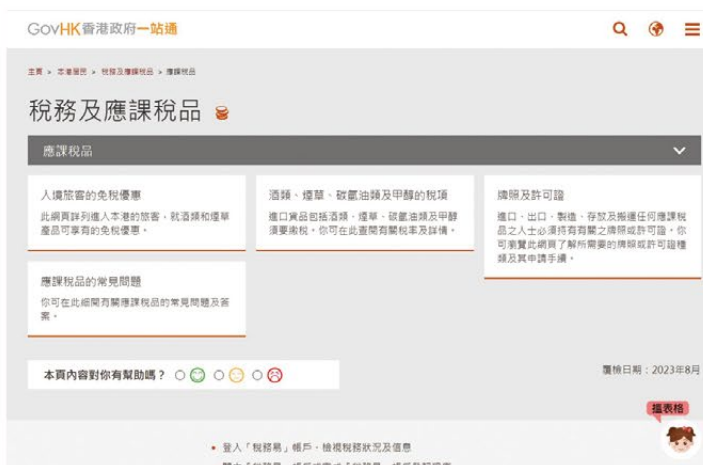 GovHK香港政府一站通
主頁 > 本港居民 > 稅務及應課稅品 > 應課稅品
稅務及應課稅品
應課稅品
入境旅客的免稅優惠
此網頁詳列進入本港的旅客，就酒類和煙草
產品可享有的免稅優惠。
酒類、煙草、碳氫油類及甲醇的稅項
進口貨品包括酒類、煙草、碳氫油類及甲醇
須要繳稅。你可在此查閱有關稅率及詳情。
牌照及許可證
進口、出口、製造、存放及搬運任何應課稅
品之人士必須持有有關之牌照或許可證。你
可瀏覽此網頁了解所需要的牌照或許可證種
類及其申請手續。
應課稅品的常見問題
你可在此細閱有關應課稅品的常見問題及答
案。
本頁內容對你有幫助嗎？
覆檢日期：2023年8月
搵表格
登入「稅務易」帳戶、檢視稅務狀況及信息